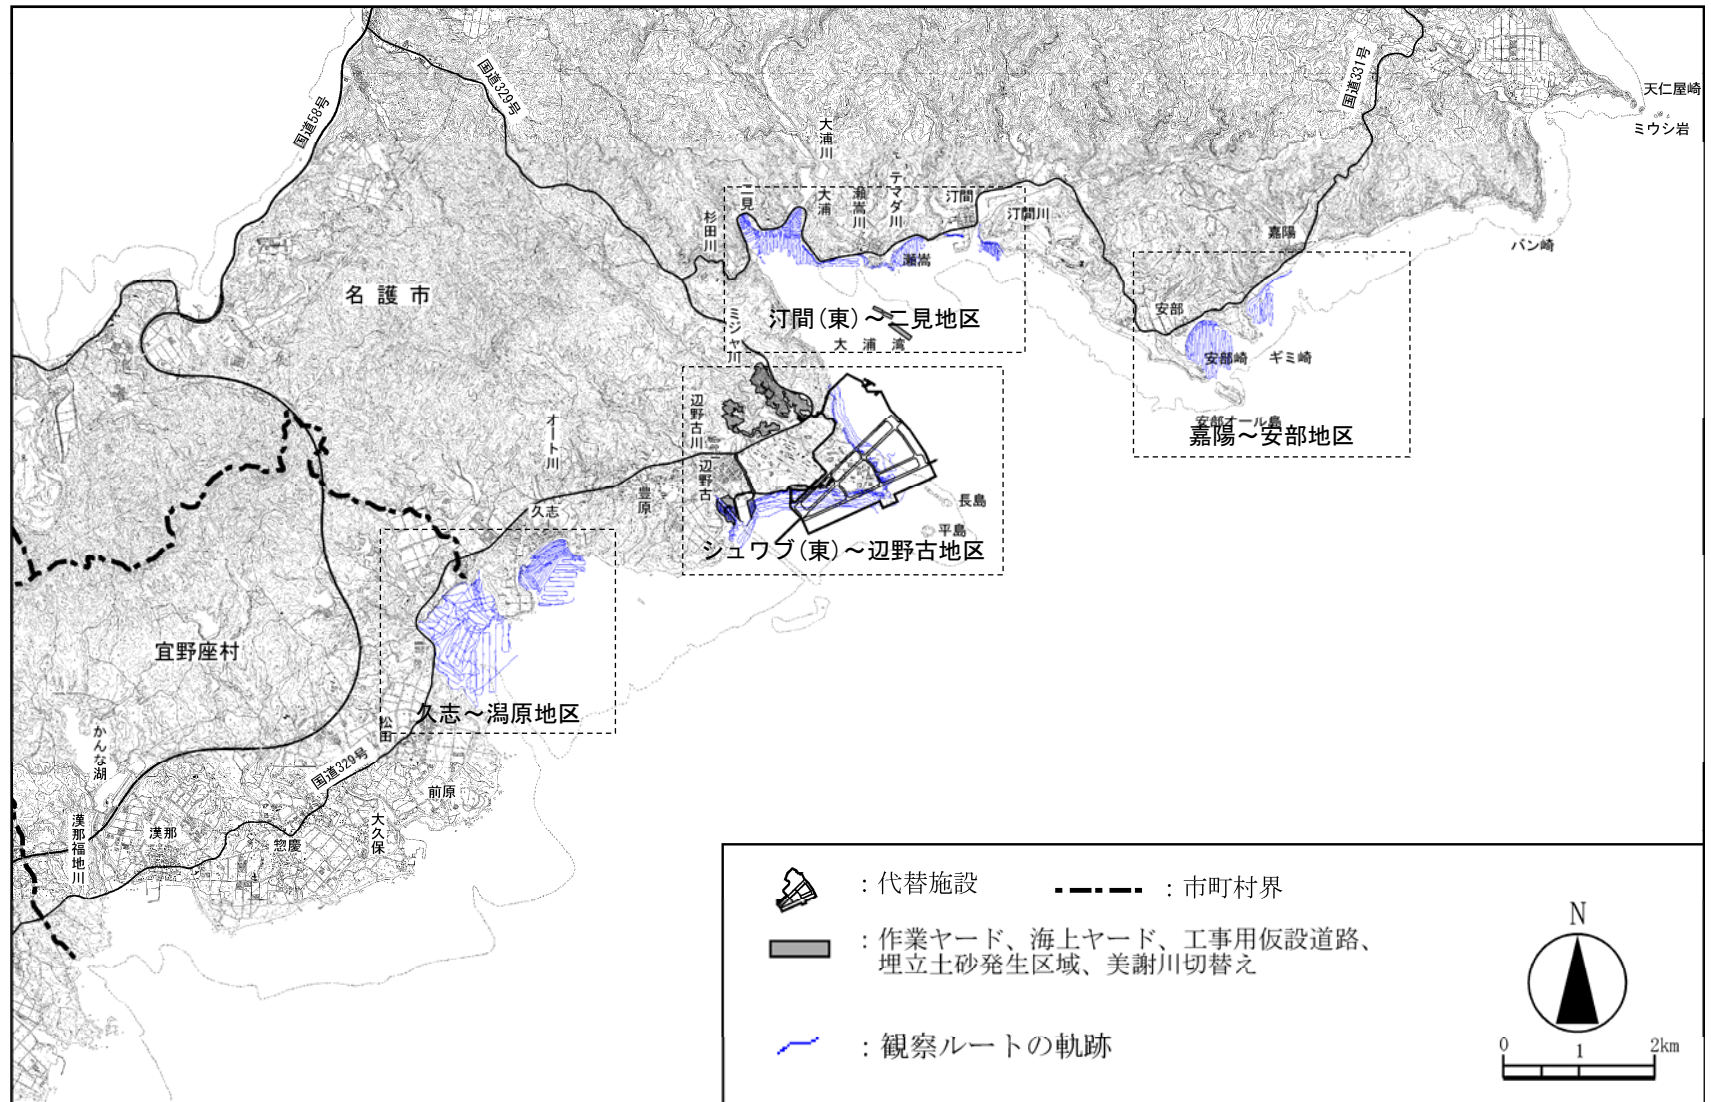 国道58号
国道329号
国道331号
天仁屋崎
ミウシ岩
バン崎
大浦川
テマダ川
瀬嵩川
大浦
二見
杉田川
汀間
汀間川
瀬嵩
嘉陽
名護市
汀間(東)～二見地区
大浦湾
ミジャ川
安部
安部崎
ギミ崎
安部オール島
嘉陽～安部地区
辺野古川
辺野古
オート川
豊原
久志
長島
平島
シュワブ(東)～辺野古地区
宜野座村
久志～潟原地区
松田
かんな湖
国道329号
前原
大久保
漢那福地川
漢那
惣慶
：代替施設
：市町村界
：作業ヤード、海上ヤード、工事用仮設道路、
埋立土砂発生区域、美謝川切替え
：観察ルートの軌跡
N
0 1 2km